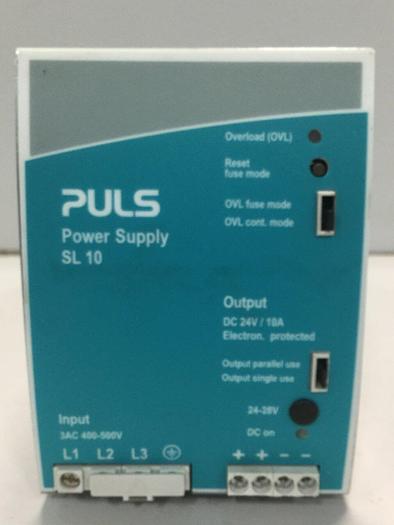 Overload (OVL)
Reset
fuse mode
OVL fuse mode
OVL cont. mode
PULS
Power Supply
SL 10
Output
DC 24V / 10A
Electron. protected
Output parallel use
Output single use
24-28V
DC on
Input
3AC 400-500V
L1 L2 L3
+ + − −